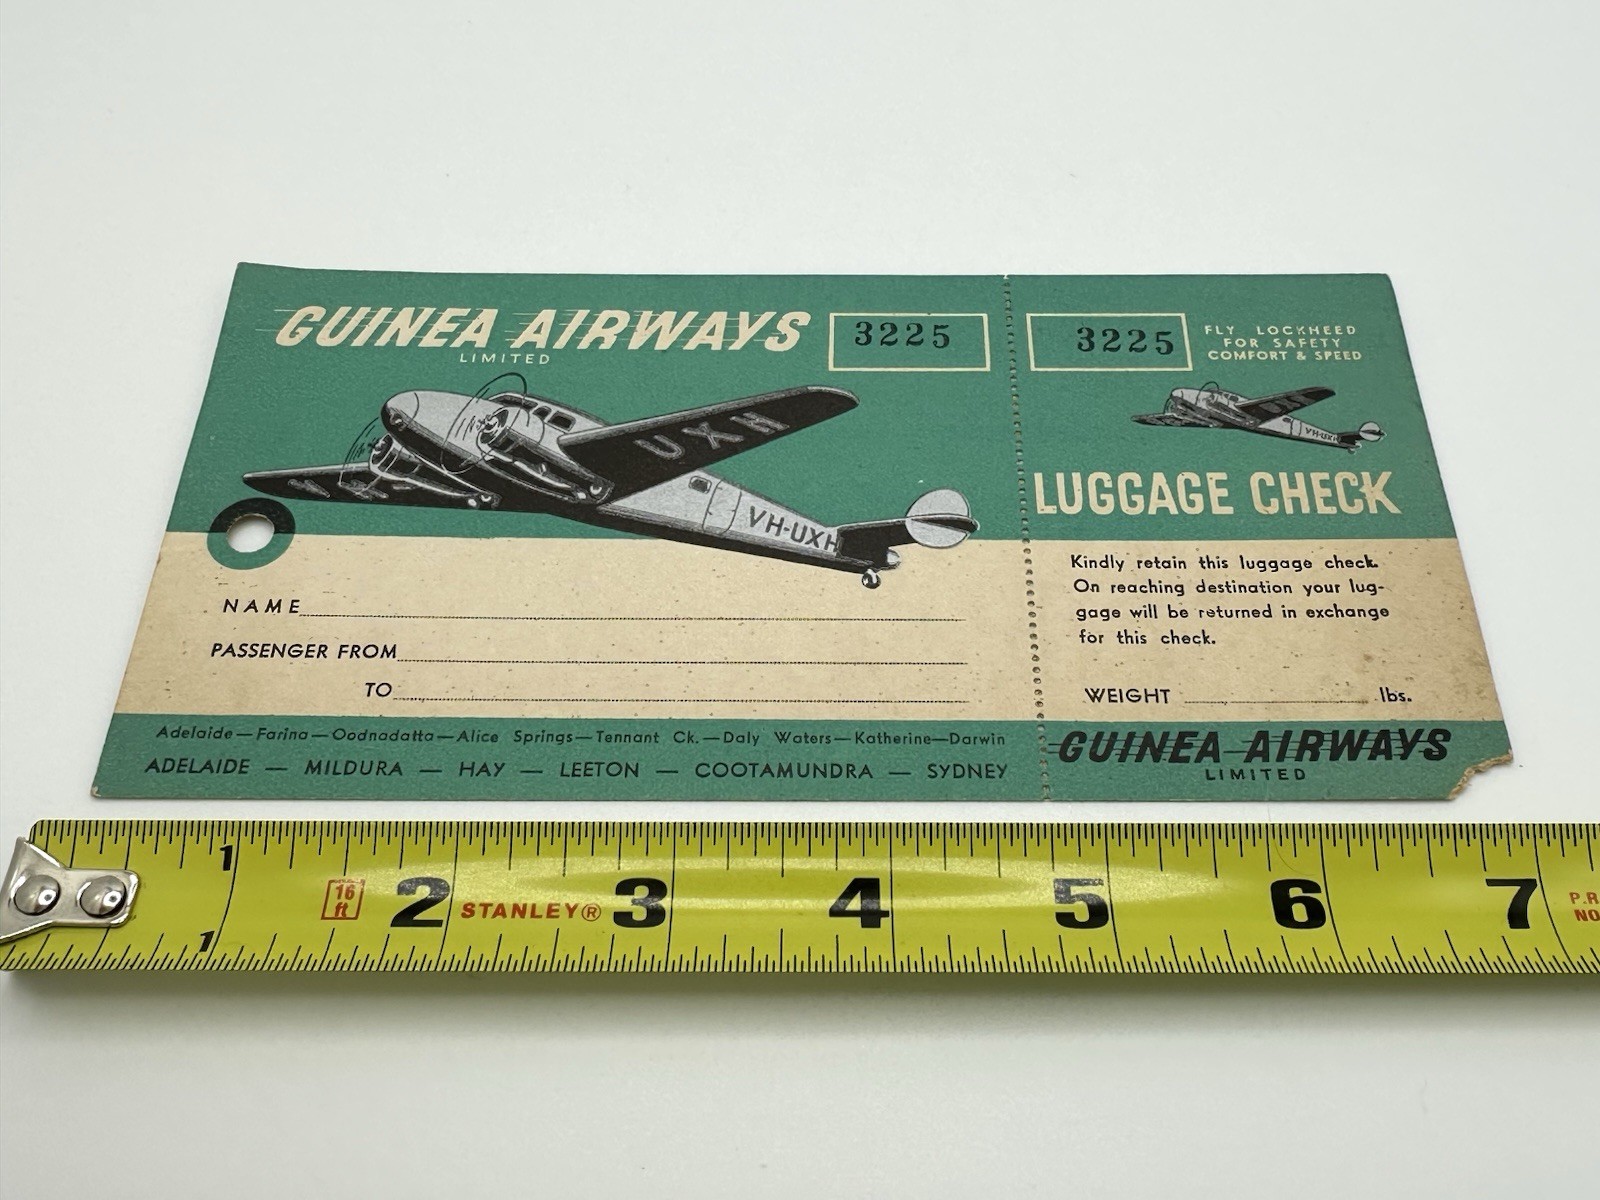 GUINEA AIRWAYS
LIMITED
3225
UXH
VH-UXH
NAME
PASSENGER FROM
TO
Adelaide—Farina—Oodnadatta—Alice Springs—Tennant Ck.—Daly Waters—Katherine—Darwin
ADELAIDE — MILDURA — HAY — LEETON — COOTAMUNDRA — SYDNEY
3225
FLY LOCKHEED
FOR SAFETY
COMFORT & SPEED
UXH
VH-UXH
LUGGAGE CHECK
Kindly retain this luggage check.
On reaching destination your lug-
gage will be returned in exchange
for this check.
WEIGHT lbs.
GUINEA AIRWAYS
LIMITED
1 2 3 4 5 6 7
16
ft
STANLEY®
1
P.R
NO